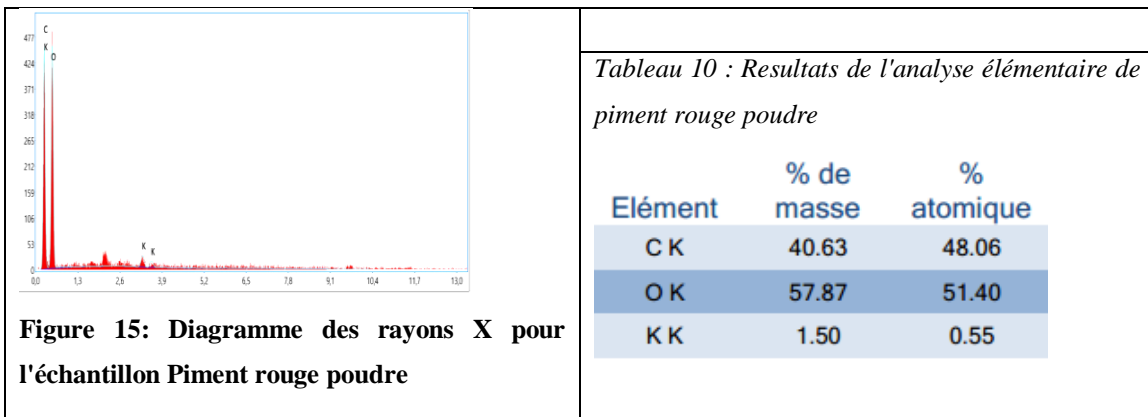 C
K
O
K
K
477
424
371
318
265
212
159
106
53
0
0,0 1,3 2,6 3,9 5,2 6,5 7,8 9,1 10,4 11,7 13,0
Figure 15: Diagramme des rayons X pour
l'échantillon Piment rouge poudre
Tableau 10 : Resultats de l'analyse élémentaire de
piment rouge poudre
Elément % de masse % atomique
C K 40.63 48.06
O K 57.87 51.40
K K 1.50 0.55